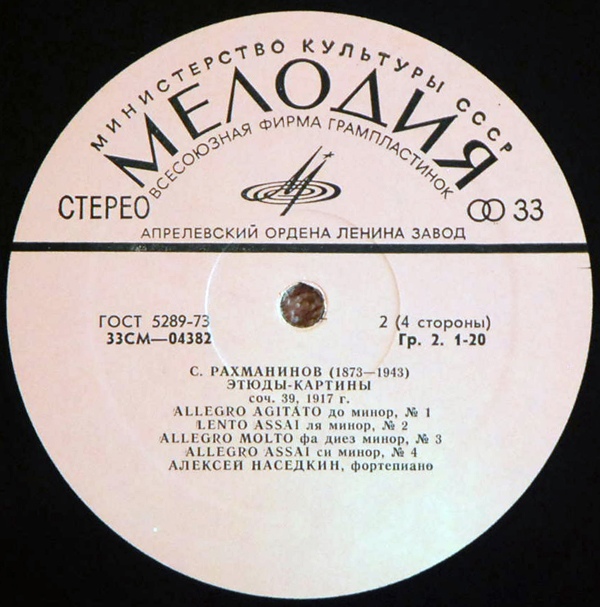 МИНИСТЕРСТВО КУЛЬТУРЫ СССР
МЕЛОДИЯ
ВСЕСОЮЗНАЯ ФИРМА ГРАМПЛАСТИНОК
СТЕРЕО
33
АПРЕЛЕВСКИЙ ОРДЕНА ЛЕНИНА ЗАВОД
ГОСТ 5289-73
2 (4 стороны)
33СМ—04382
Гр. 2. 1-20
С. РАХМАНИНОВ (1873—1943)
ЭТЮДЫ-КАРТИНЫ
соч. 39, 1917 г.
ALLEGRO AGITATO до минор, № 1
LENTO ASSAI ля минор, № 2
ALLEGRO MOLTO фа диез минор, № 3
ALLEGRO ASSAI си минор, № 4
АЛЕКСЕЙ НАСЕДКИН, фортепиано